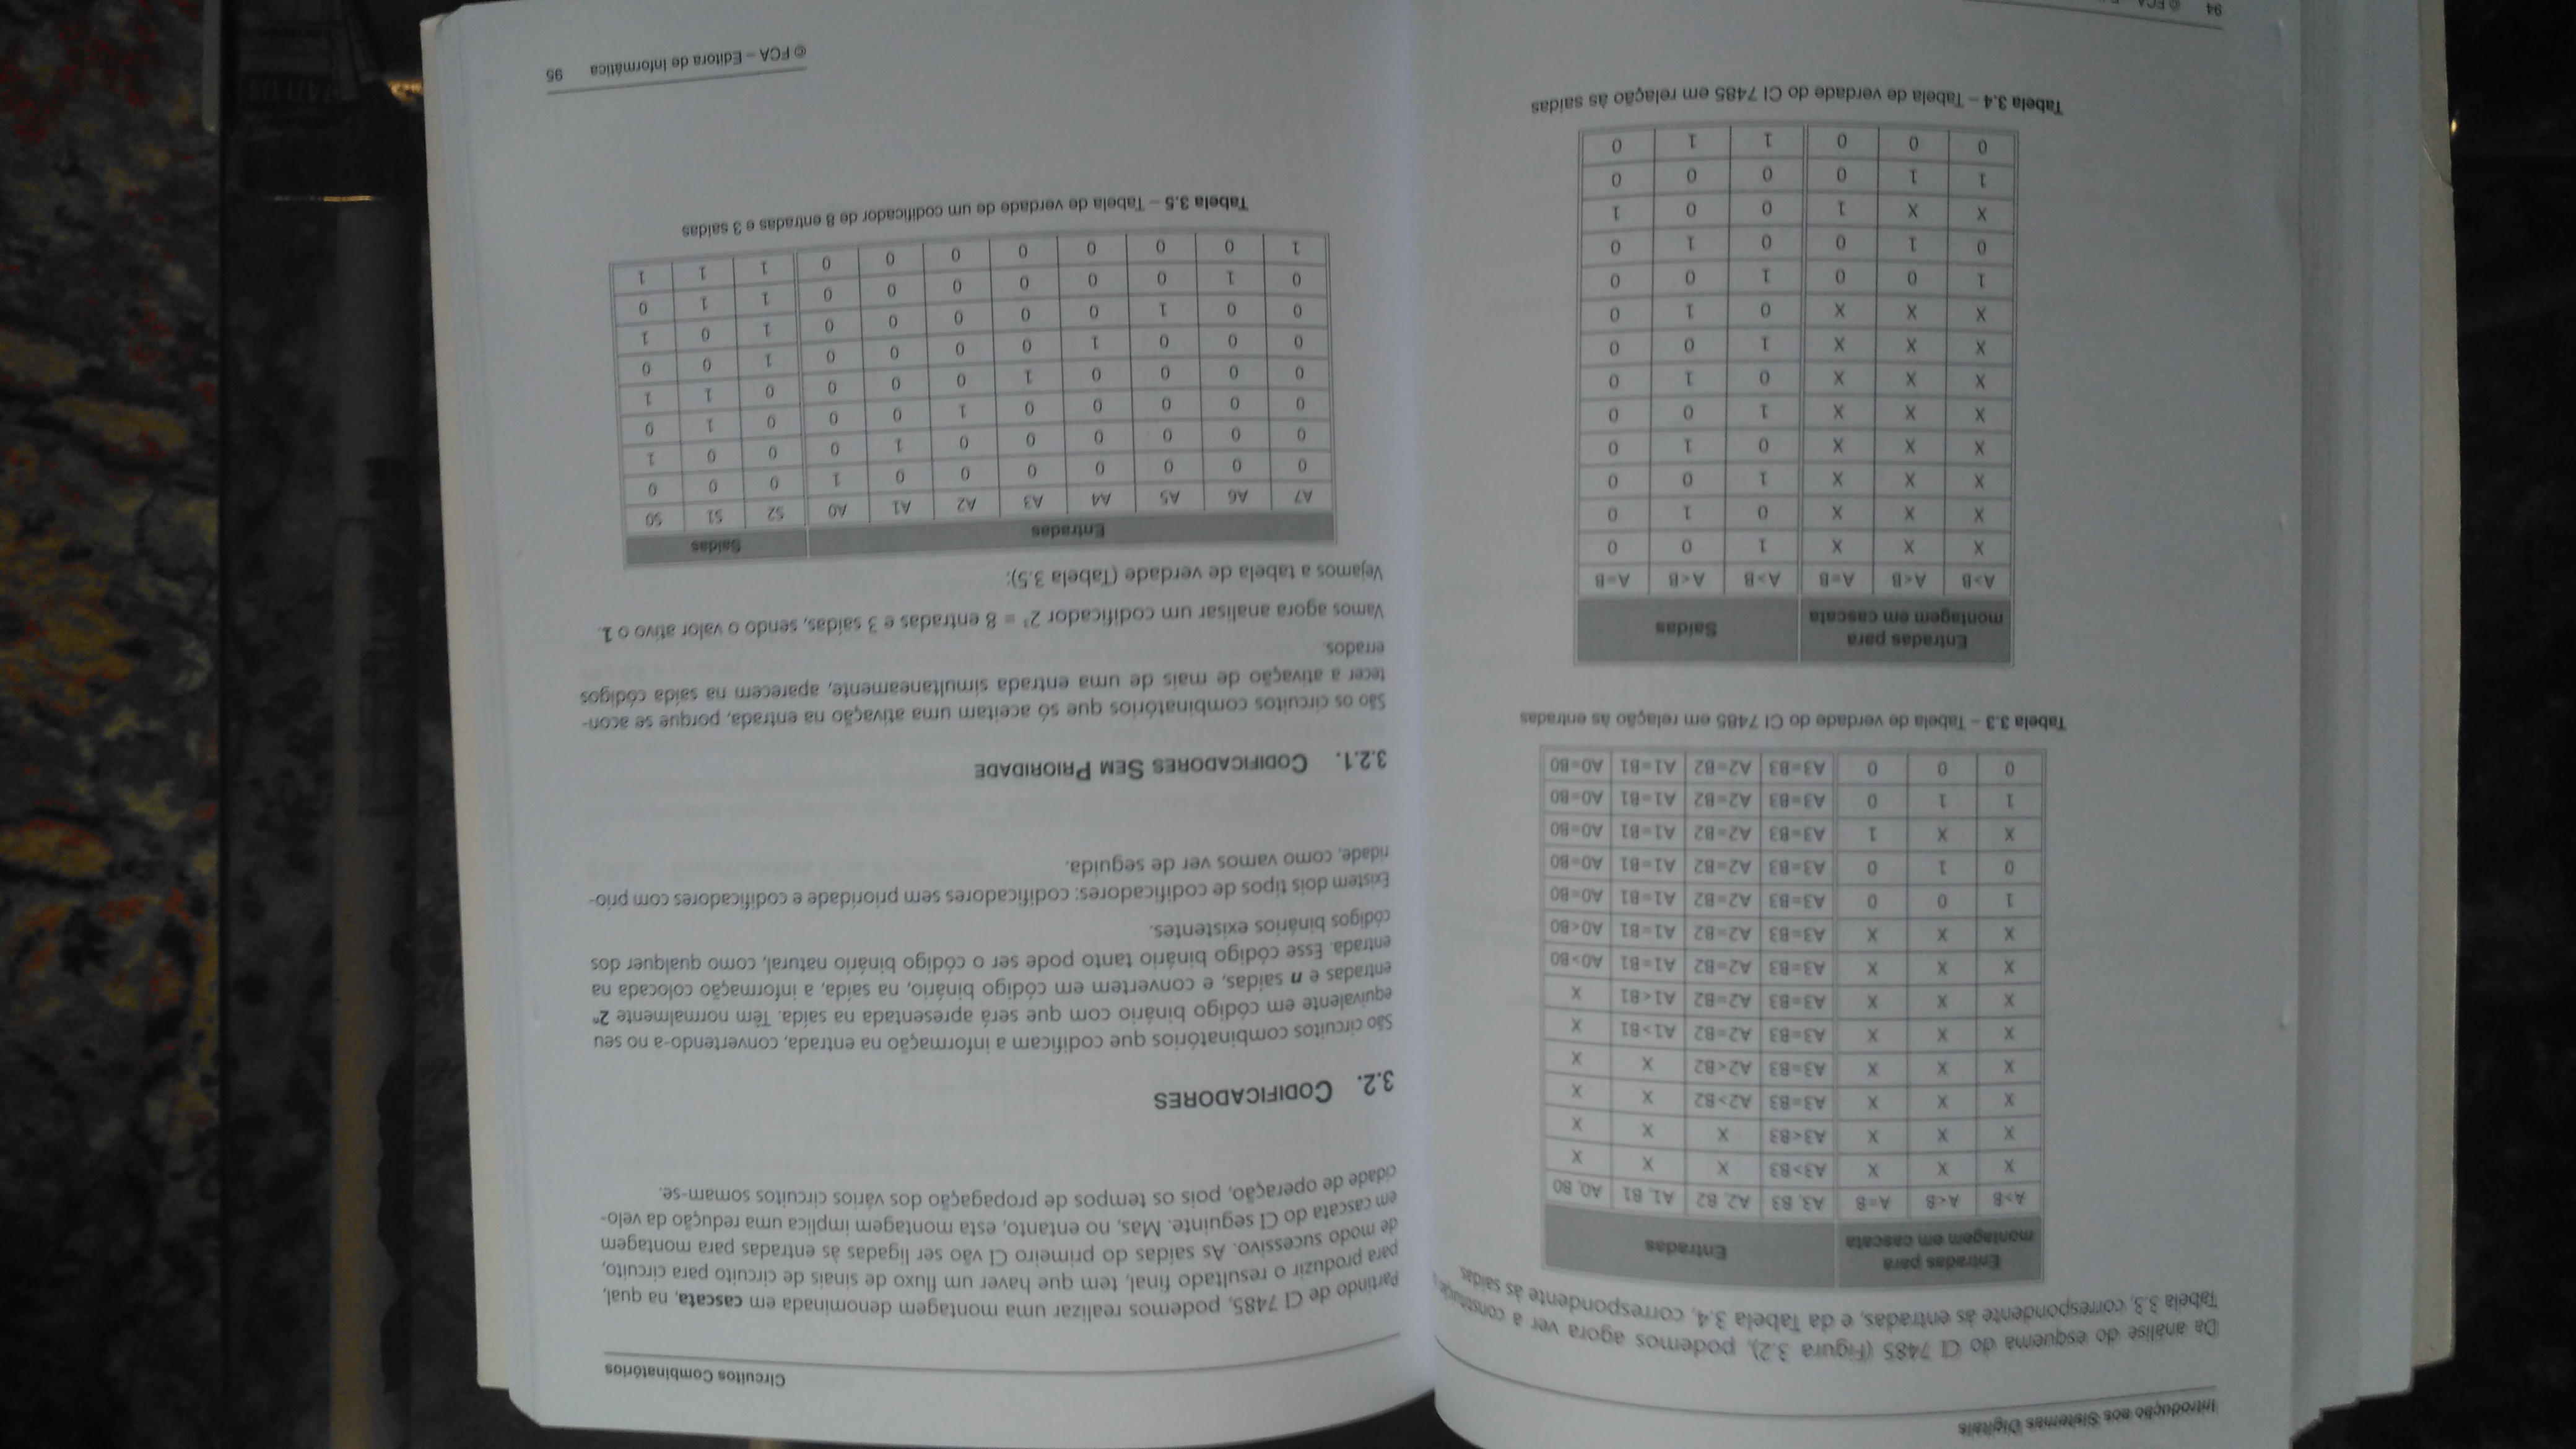 Introdução aos Sistemas Digitais
Da análise do esquema do CI 7485 (Figura 3.2), podemos agora ver a
Tabela 3.3, correspondente às entradas, e da Tabela 3.4, correspondente às saídas
Entradas para montagem em cascata Entradas
A>B A<B A=B A3, B3 A2, B2 A1, B1 A0, B0
X X X A3>B3 X X X
X X X A3<B3 X X X
X X X A3=B3 A2>B2 X X
X X X A3=B3 A2<B2 X X
X X X A3=B3 A2=B2 A1>B1 X
X X X A3=B3 A2=B2 A1<B1 X
X X X A3=B3 A2=B2 A1=B1 A0>B0
X X X A3=B3 A2=B2 A1=B1 A0<B0
1 0 0 A3=B3 A2=B2 A1=B1 A0=B0
0 1 0 A3=B3 A2=B2 A1=B1 A0=B0
X X 1 A3=B3 A2=B2 A1=B1 A0=B0
1 1 0 A3=B3 A2=B2 A1=B1 A0=B0
0 0 0 A3=B3 A2=B2 A1=B1 A0=B0
Tabela 3.3 – Tabela de verdade do CI 7485 em relação às entradas
Entradas para montagem em cascata Saídas
A>B A<B A=B A>B A<B A=B
X X X 1 0 0
X X X 0 1 0
X X X 1 0 0
X X X 0 1 0
X X X 1 0 0
X X X 0 1 0
X X X 1 0 0
X X X 0 1 0
1 0 0 1 0 0
0 1 0 0 1 0
X X 1 0 0 1
1 1 0 0 0 0
0 0 0 1 1 0
Tabela 3.4 – Tabela de verdade do CI 7485 em relação às saídas
94 © FCA
Circuitos Combinatórios
Partindo de CI 7485, podemos realizar uma montagem denominada em cascata, na qual,
para produzir o resultado final, tem que haver um fluxo de sinais de circuito para circuito,
de modo sucessivo. As saídas do primeiro CI vão ser ligadas às entradas para montagem
em cascata do CI seguinte. Mas, no entanto, esta montagem implica uma redução da velo-
cidade de operação, pois os tempos de propagação dos vários circuitos somam-se.
3.2. CODIFICADORES
São circuitos combinatórios que codificam a informação na entrada, convertendo-a no seu
equivalente em código binário com que será apresentada na saída. Têm normalmente 2ⁿ
entradas e n saídas, e convertem em código binário, na saída, a informação colocada na
entrada. Esse código binário tanto pode ser o código binário natural, como qualquer dos
códigos binários existentes.
Existem dois tipos de codificadores: codificadores sem prioridade e codificadores com prio-
ridade, como vamos ver de seguida.
3.2.1. CODIFICADORES SEM PRIORIDADE
São os circuitos combinatórios que só aceitam uma ativação na entrada, porque se acon-
tecer a ativação de mais de uma entrada simultaneamente, aparecem na saída códigos
errados.
Vamos agora analisar um codificador 2³ = 8 entradas e 3 saídas, sendo o valor ativo o 1.
Vejamos a tabela de verdade (Tabela 3.5):
Entradas Saídas
A7 A6 A5 A4 A3 A2 A1 A0 S2 S1 S0
0 0 0 0 0 0 0 1 0 0 0
0 0 0 0 0 0 1 0 0 0 1
0 0 0 0 0 1 0 0 0 1 0
0 0 0 0 1 0 0 0 0 1 1
0 0 0 1 0 0 0 0 1 0 0
0 0 1 0 0 0 0 0 1 0 1
0 1 0 0 0 0 0 0 1 1 0
1 0 0 0 0 0 0 0 1 1 1
Tabela 3.5 – Tabela de verdade de um codificador de 8 entradas e 3 saídas
© FCA – Editora de Informática 95